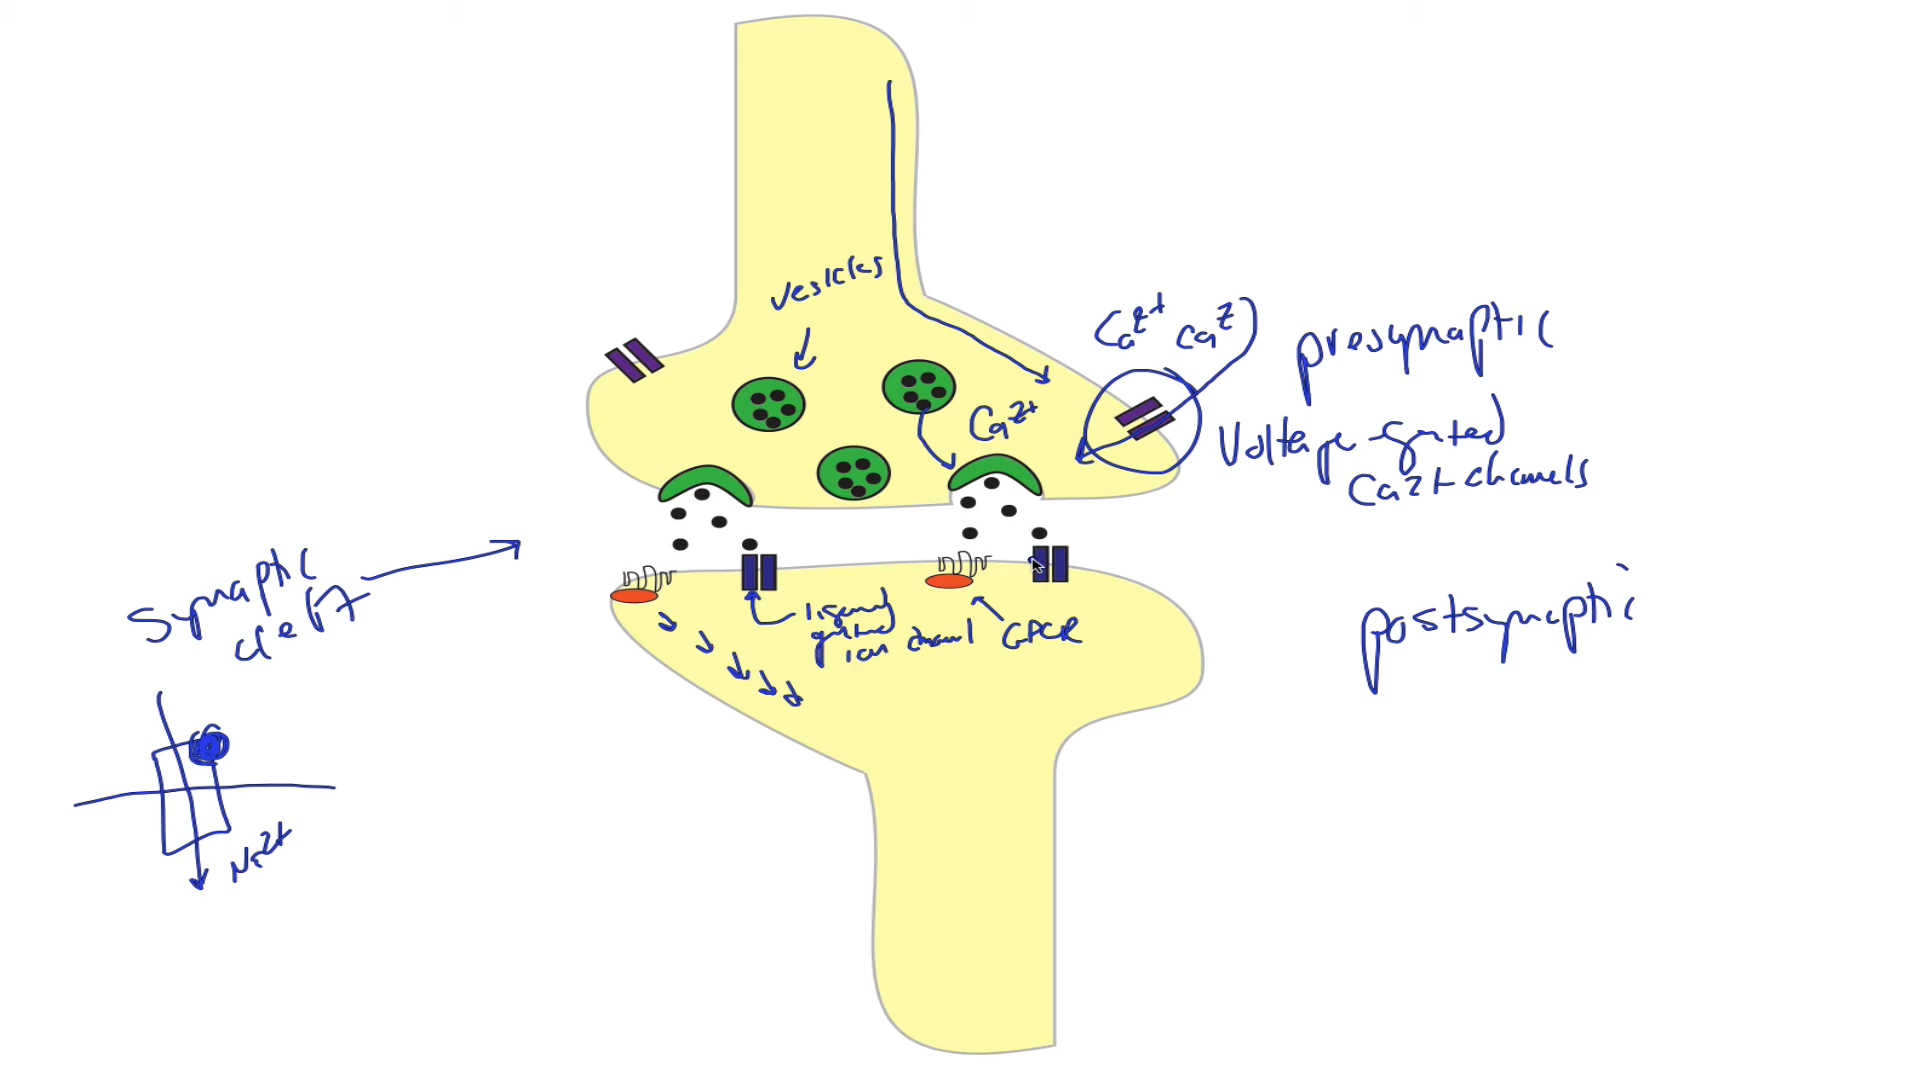 vesicles
Ca2+ Ca2
presynaptic
Ca2+
Voltage-gated
Ca2+ channels
Synaptic
cleft
ligand
gated
ion channel
GPCR
postsynaptic
Na2+